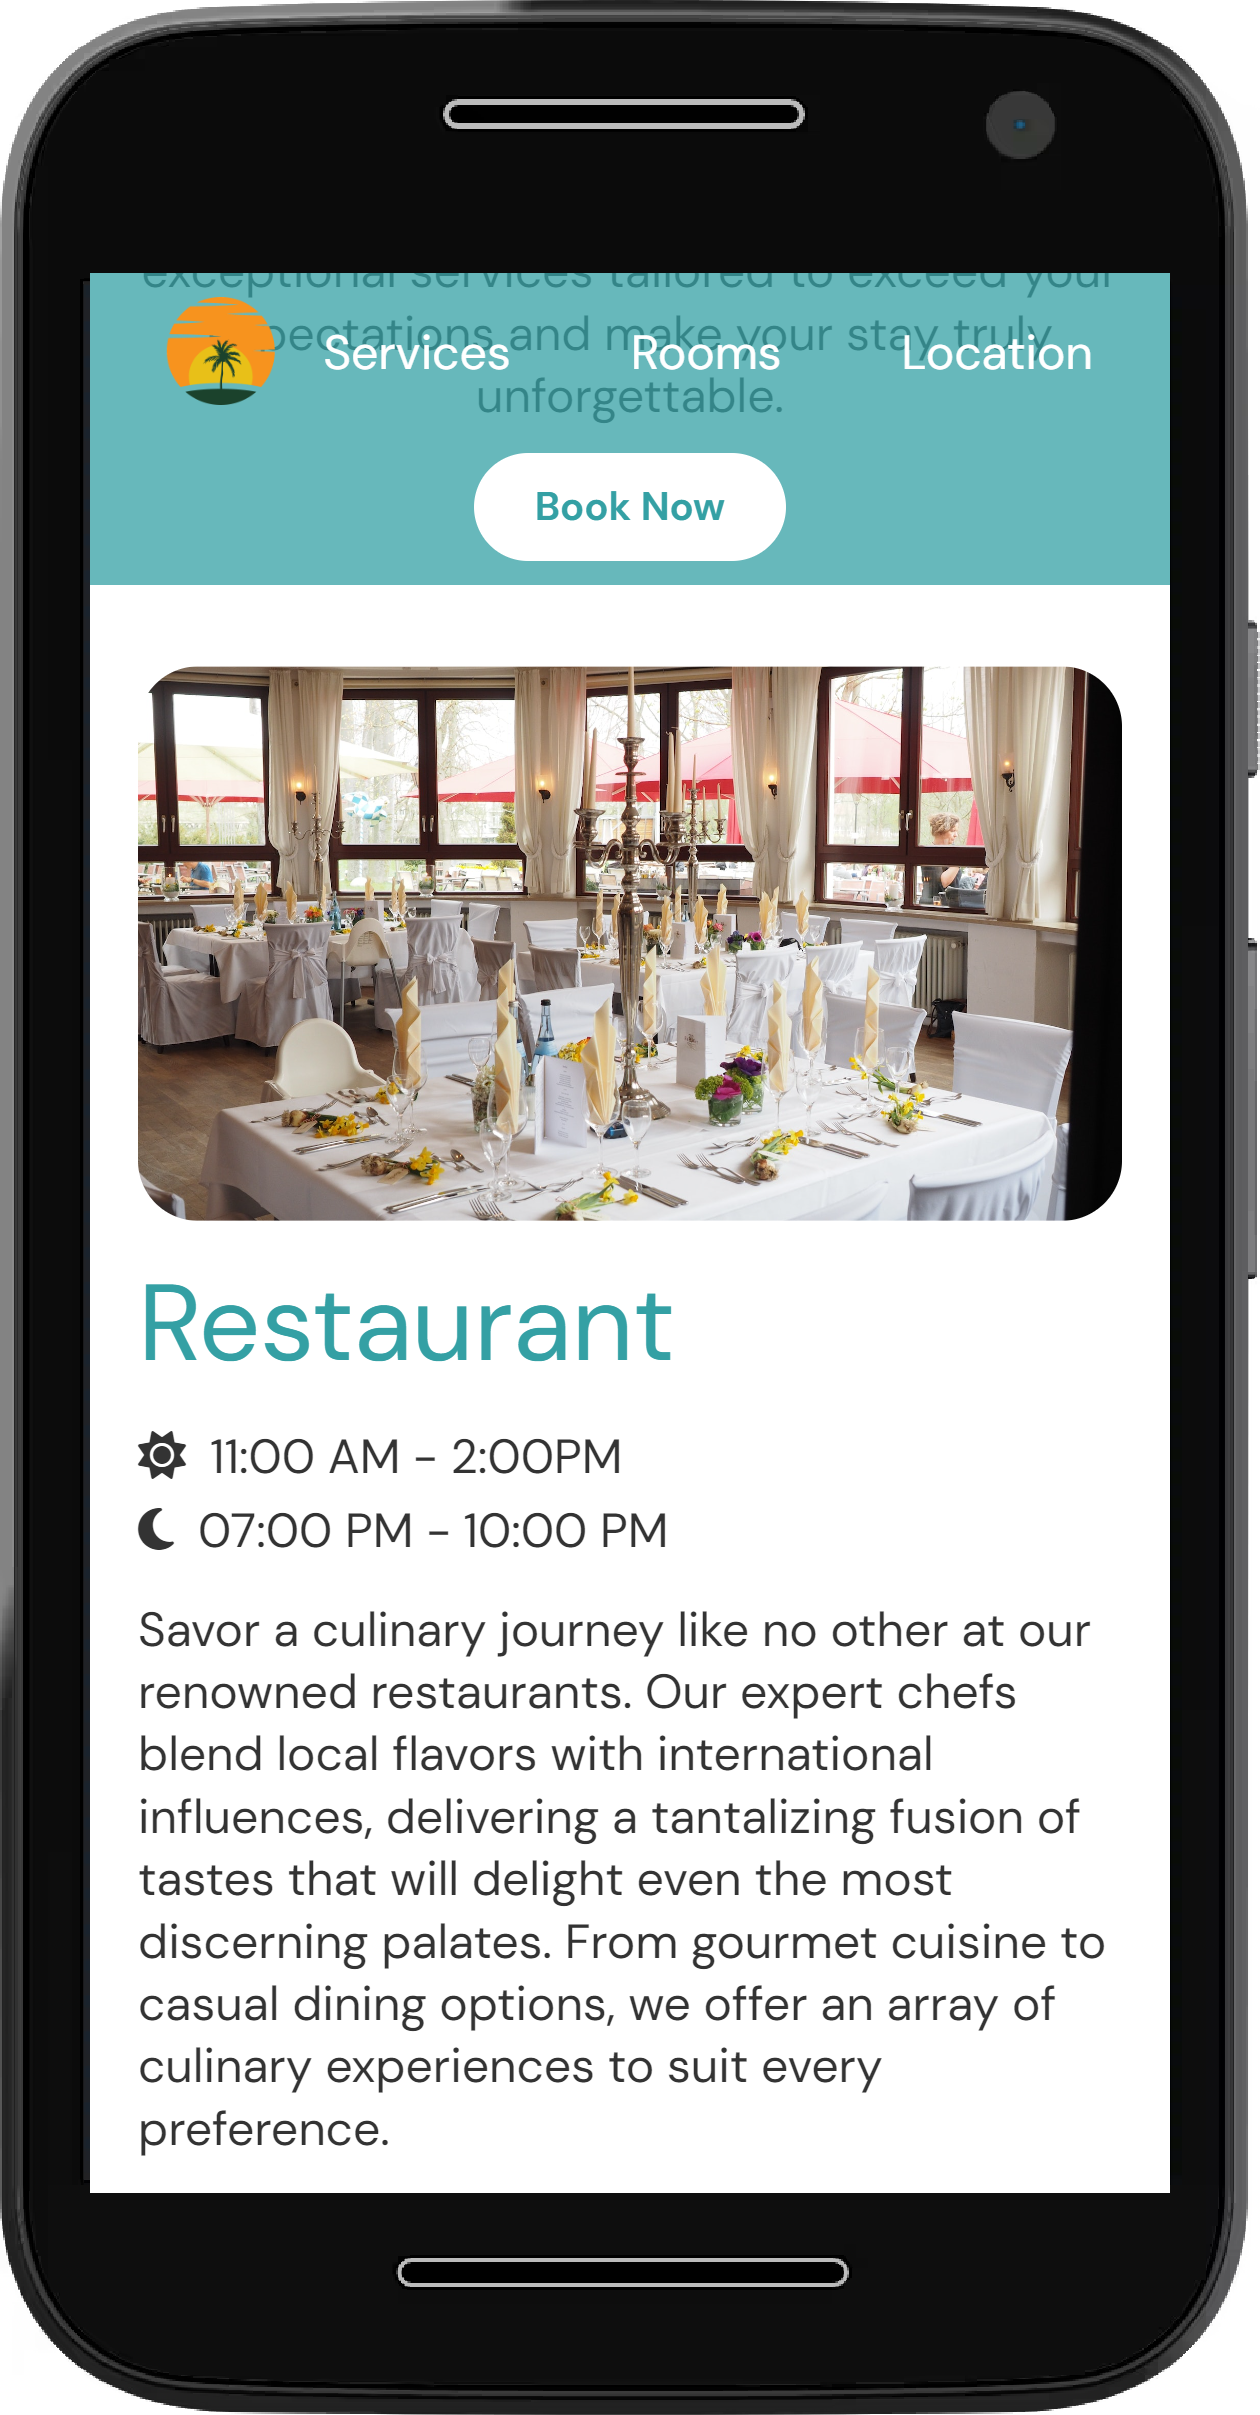 exceptional services tailored to exceed your
pectations and make your stay truly
Services Rooms Location
unforgettable.
Book Now
Restaurant
11:00 AM - 2:00PM
07:00 PM - 10:00 PM
Savor a culinary journey like no other at our
renowned restaurants. Our expert chefs
blend local flavors with international
influences, delivering a tantalizing fusion of
tastes that will delight even the most
discerning palates. From gourmet cuisine to
casual dining options, we offer an array of
culinary experiences to suit every
preference.